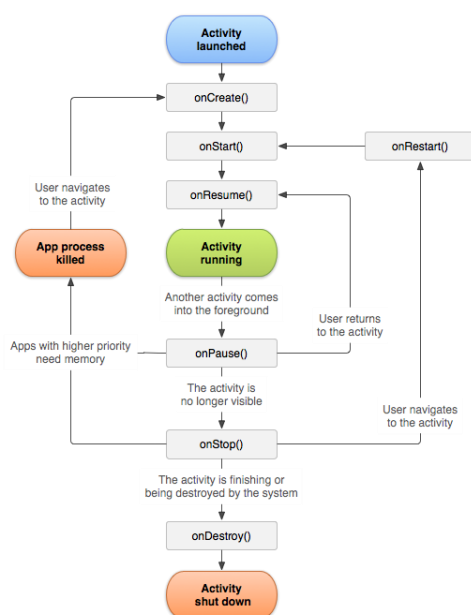 Activity
launched
onCreate()
onStart()
onRestart()
User navigates
to the activity
onResume()
App process
killed
Activity
running
Another activity comes
into the foreground
User returns
to the activity
Apps with higher priority
need memory
onPause()
The activity is
no longer visible
User navigates
to the activity
onStop()
The activity is finishing or
being destroyed by the system
onDestroy()
Activity
shut down